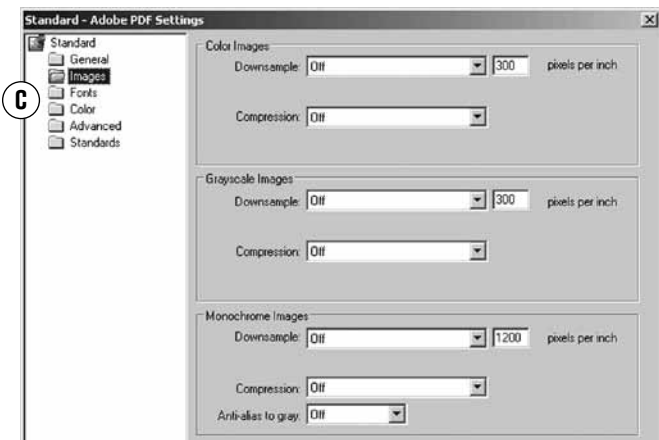 Standard - Adobe PDF Settings
Standard
General
Images
Fonts
Color
Advanced
Standards
C
Color Images
Downsample: Off 300 pixels per inch
Compression: Off
Grayscale Images
Downsample: Off 300 pixels per inch
Compression: Off
Monochrome Images
Downsample: Off 1200 pixels per inch
Compression: Off
Anti-alias to gray: Off